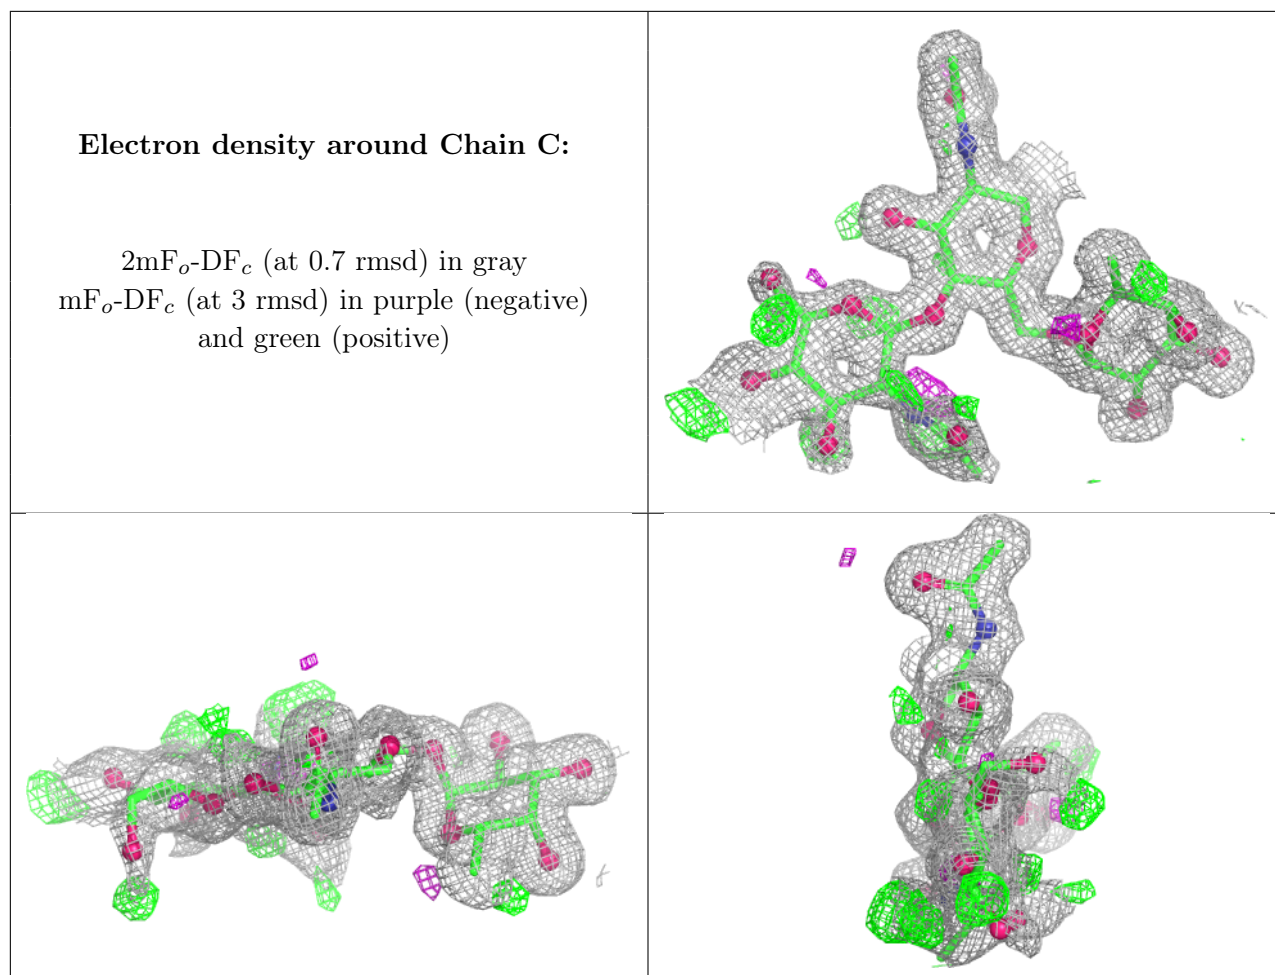 Electron density around Chain C:
2mFo-DFc (at 0.7 rmsd) in gray
mFo-DFc (at 3 rmsd) in purple (negative)
and green (positive)